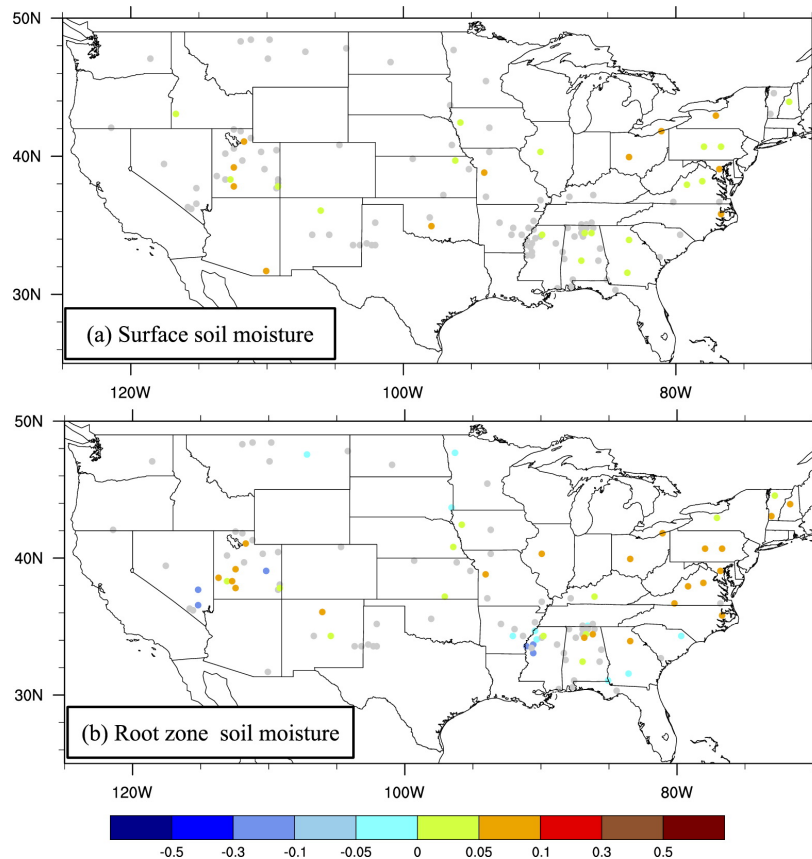 50N
40N
30N
(a) Surface soil moisture
120W 100W 80W
50N
40N
30N
(b) Root zone soil moisture
120W 100W 80W
-0.5 -0.3 -0.1 -0.05 0 0.05 0.1 0.3 0.5